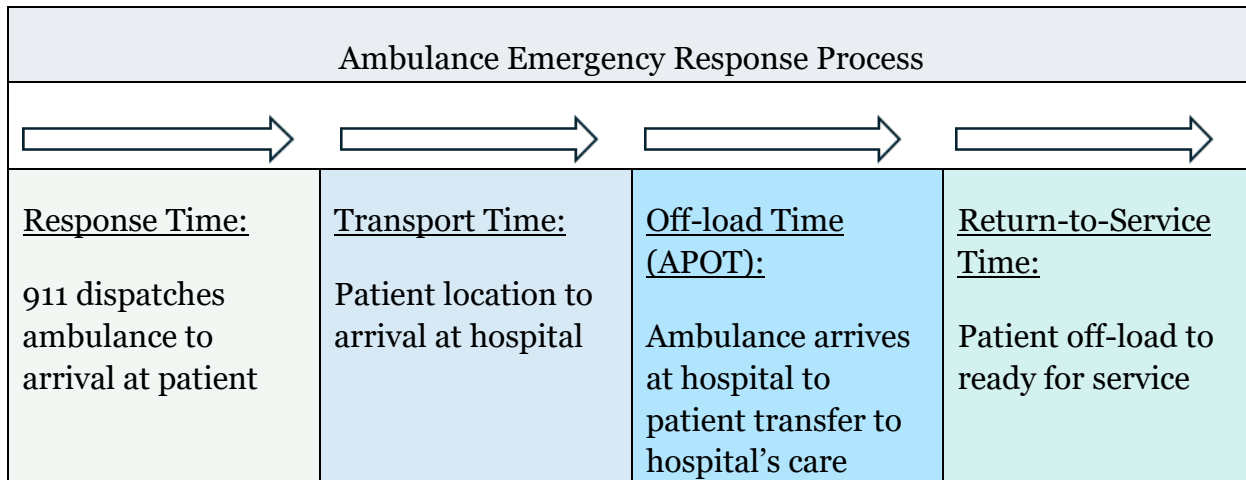 Ambulance Emergency Response Process
Response Time:
911 dispatches
ambulance to
arrival at patient
Transport Time:
Patient location to
arrival at hospital
Off-load Time
(APOT):
Ambulance arrives
at hospital to
patient transfer to
hospital’s care
Return-to-Service
Time:
Patient off-load to
ready for service